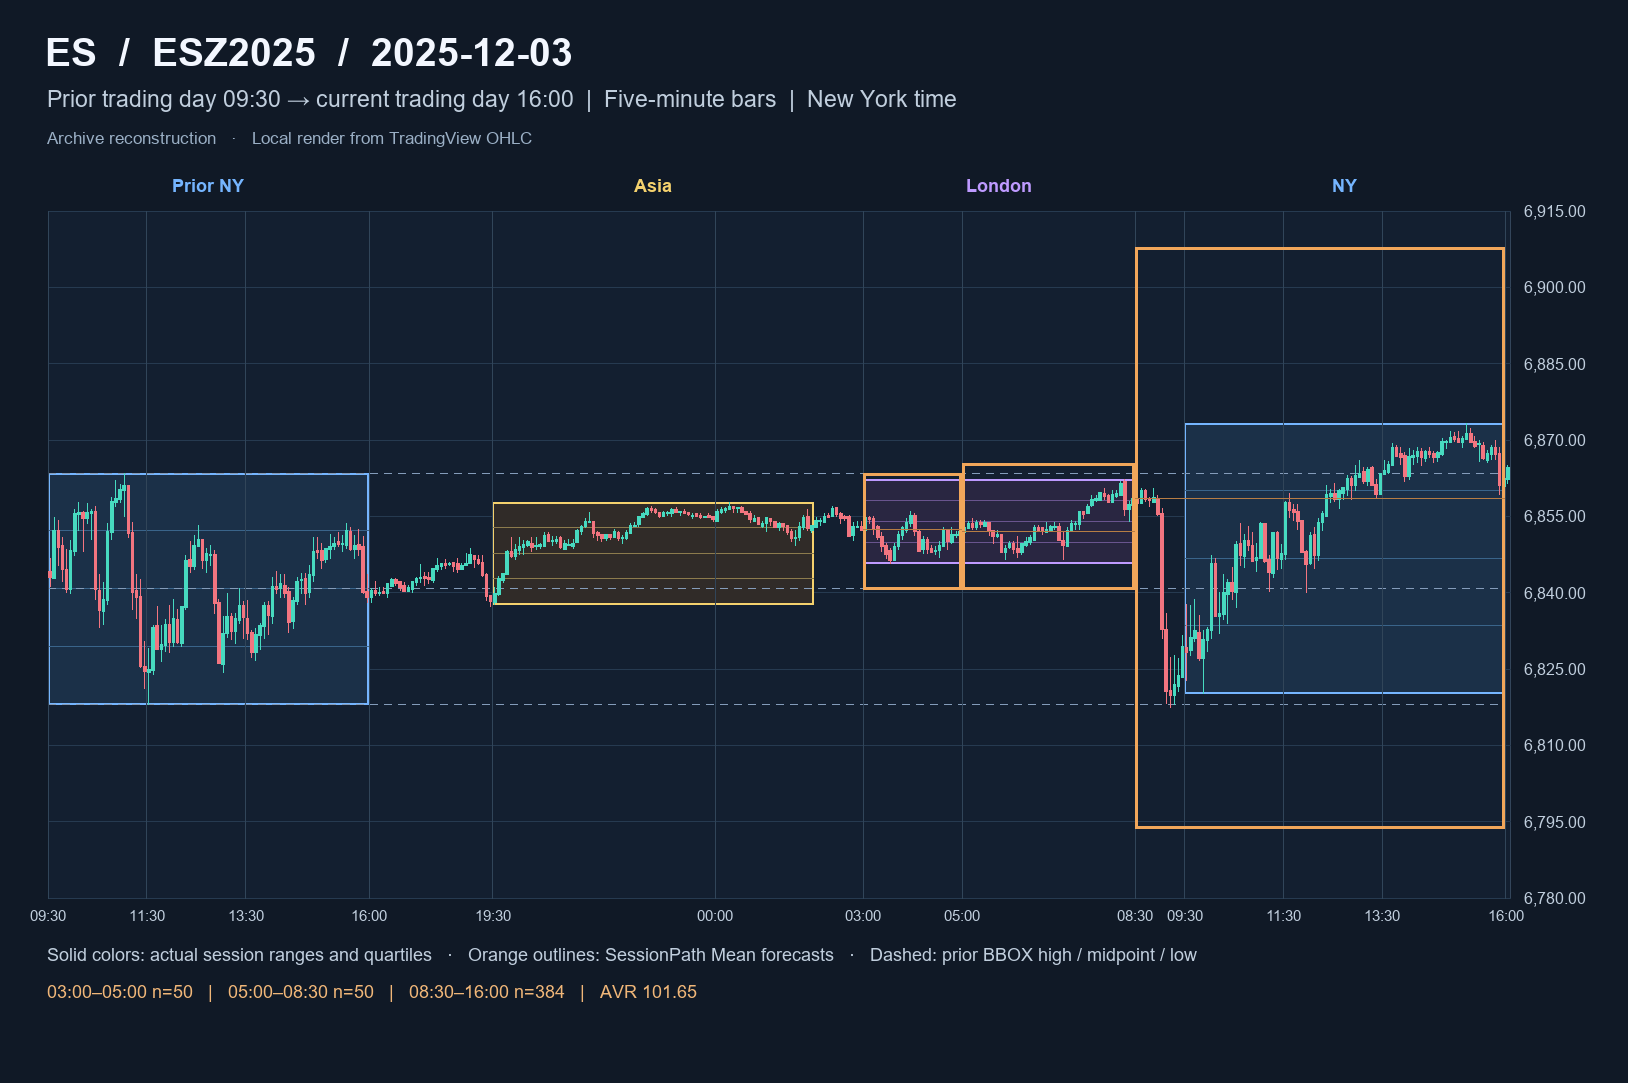 ES / ESZ2025 / 2025-12-03
Prior trading day 09:30 → current trading day 16:00 | Five-minute bars | New York time
Archive reconstruction · Local render from TradingView OHLC
Prior NY Asia London NY
6,915.00
6,900.00
6,885.00
6,870.00
6,855.00
6,840.00
6,825.00
6,810.00
6,795.00
6,780.00
09:30 11:30 13:30 16:00 19:30 00:00 03:00 05:00 08:30 09:30 11:30 13:30 16:00
Solid colors: actual session ranges and quartiles · Orange outlines: SessionPath Mean forecasts · Dashed: prior BBOX high / midpoint / low
03:00–05:00 n=50 | 05:00–08:30 n=50 | 08:30–16:00 n=384 | AVR 101.65